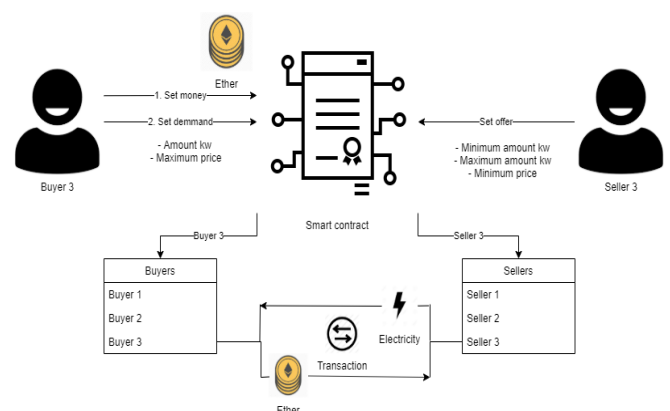 Ether
1. Set money
2. Set demmand
- Amount kw
- Maximum price
Set offer
- Minimum amount kw
- Maximum amount kw
- Minimum price
Buyer 3
Seller 3
Smart contract
Buyer 3
Seller 3
Buyers
Buyer 1
Buyer 2
Buyer 3
Sellers
Seller 1
Seller 2
Seller 3
Electricity
Transaction
Ether